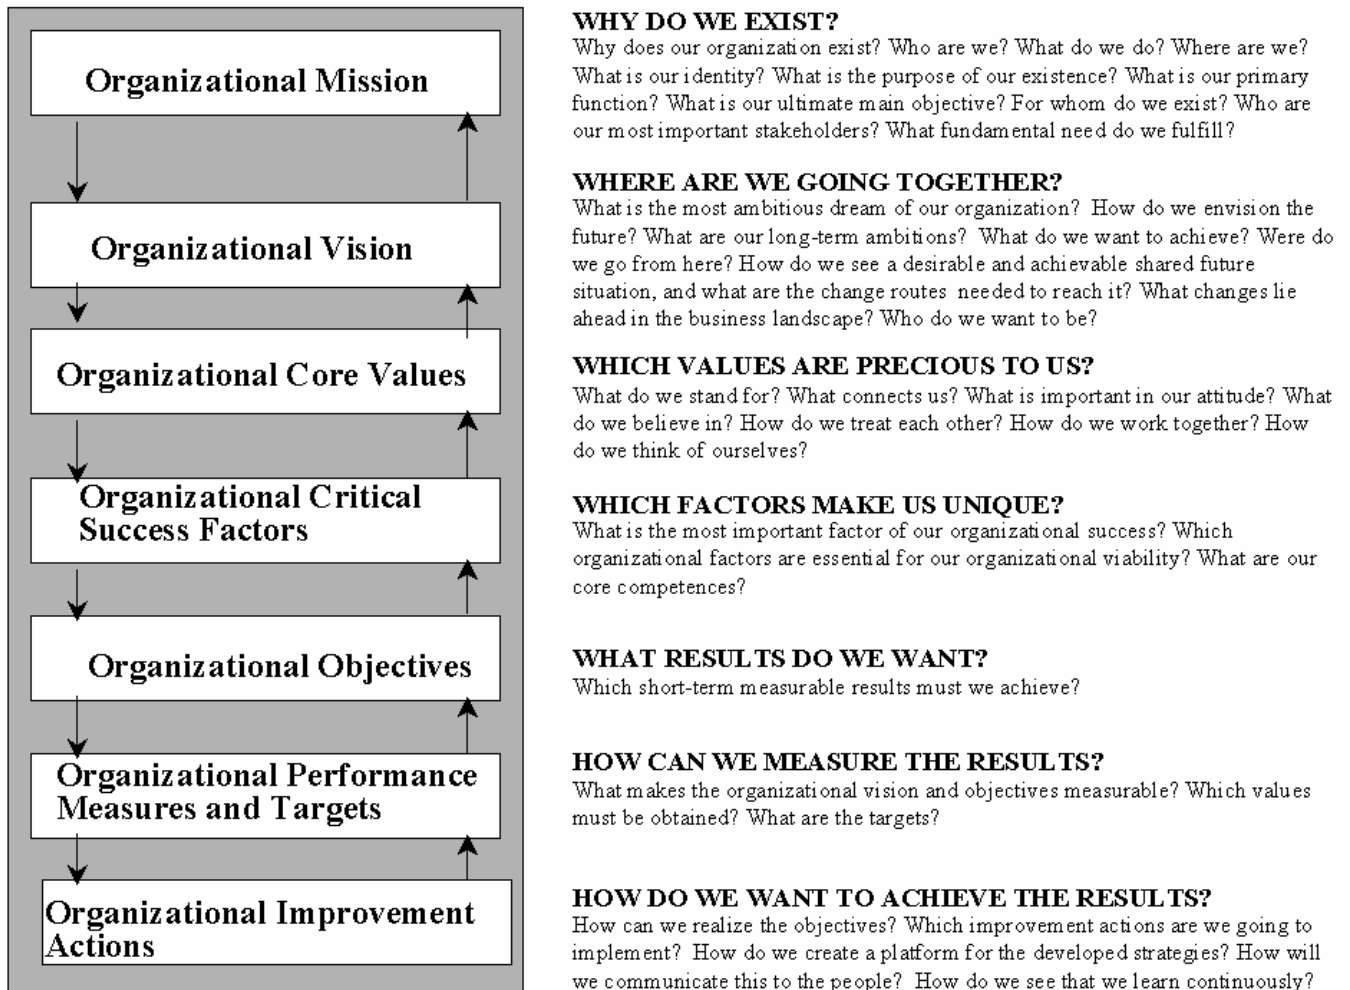 Organizational Mission
WHY DO WE EXIST?
Why does our organization exist? Who are we? What do we do? Where are we?
What is our identity? What is the purpose of our existence? What is our primary
function? What is our ultimate main objective? For whom do we exist? Who are
our most important stakeholders? What fundamental need do we fulfill?
Organizational Vision
WHERE ARE WE GOING TOGETHER?
What is the most ambitious dream of our organization? How do we envision the
future? What are our long-term ambitions? What do we want to achieve? Were do
we go from here? How do we see a desirable and achievable shared future
situation, and what are the change routes needed to reach it? What changes lie
ahead in the business landscape? Who do we want to be?
Organizational Core Values
WHICH VALUES ARE PRECIOUS TO US?
What do we stand for? What connects us? What is important in our attitude? What
do we believe in? How do we treat each other? How do we work together? How
do we think of ourselves?
Organizational Critical
Success Factors
WHICH FACTORS MAKE US UNIQUE?
What is the most important factor of our organizational success? Which
organizational factors are essential for our organizational viability? What are our
core competences?
Organizational Objectives
WHAT RESULTS DO WE WANT?
Which short-term measurable results must we achieve?
Organizational Performance
Measures and Targets
HOW CAN WE MEASURE THE RESULTS?
What makes the organizational vision and objectives measurable? Which values
must be obtained? What are the targets?
Organizational Improvement
Actions
HOW DO WE WANT TO ACHIEVE THE RESULTS?
How can we realize the objectives? Which improvement actions are we going to
implement? How do we create a platform for the developed strategies? How will
we communicate this to the people? How do we see that we learn continuously?